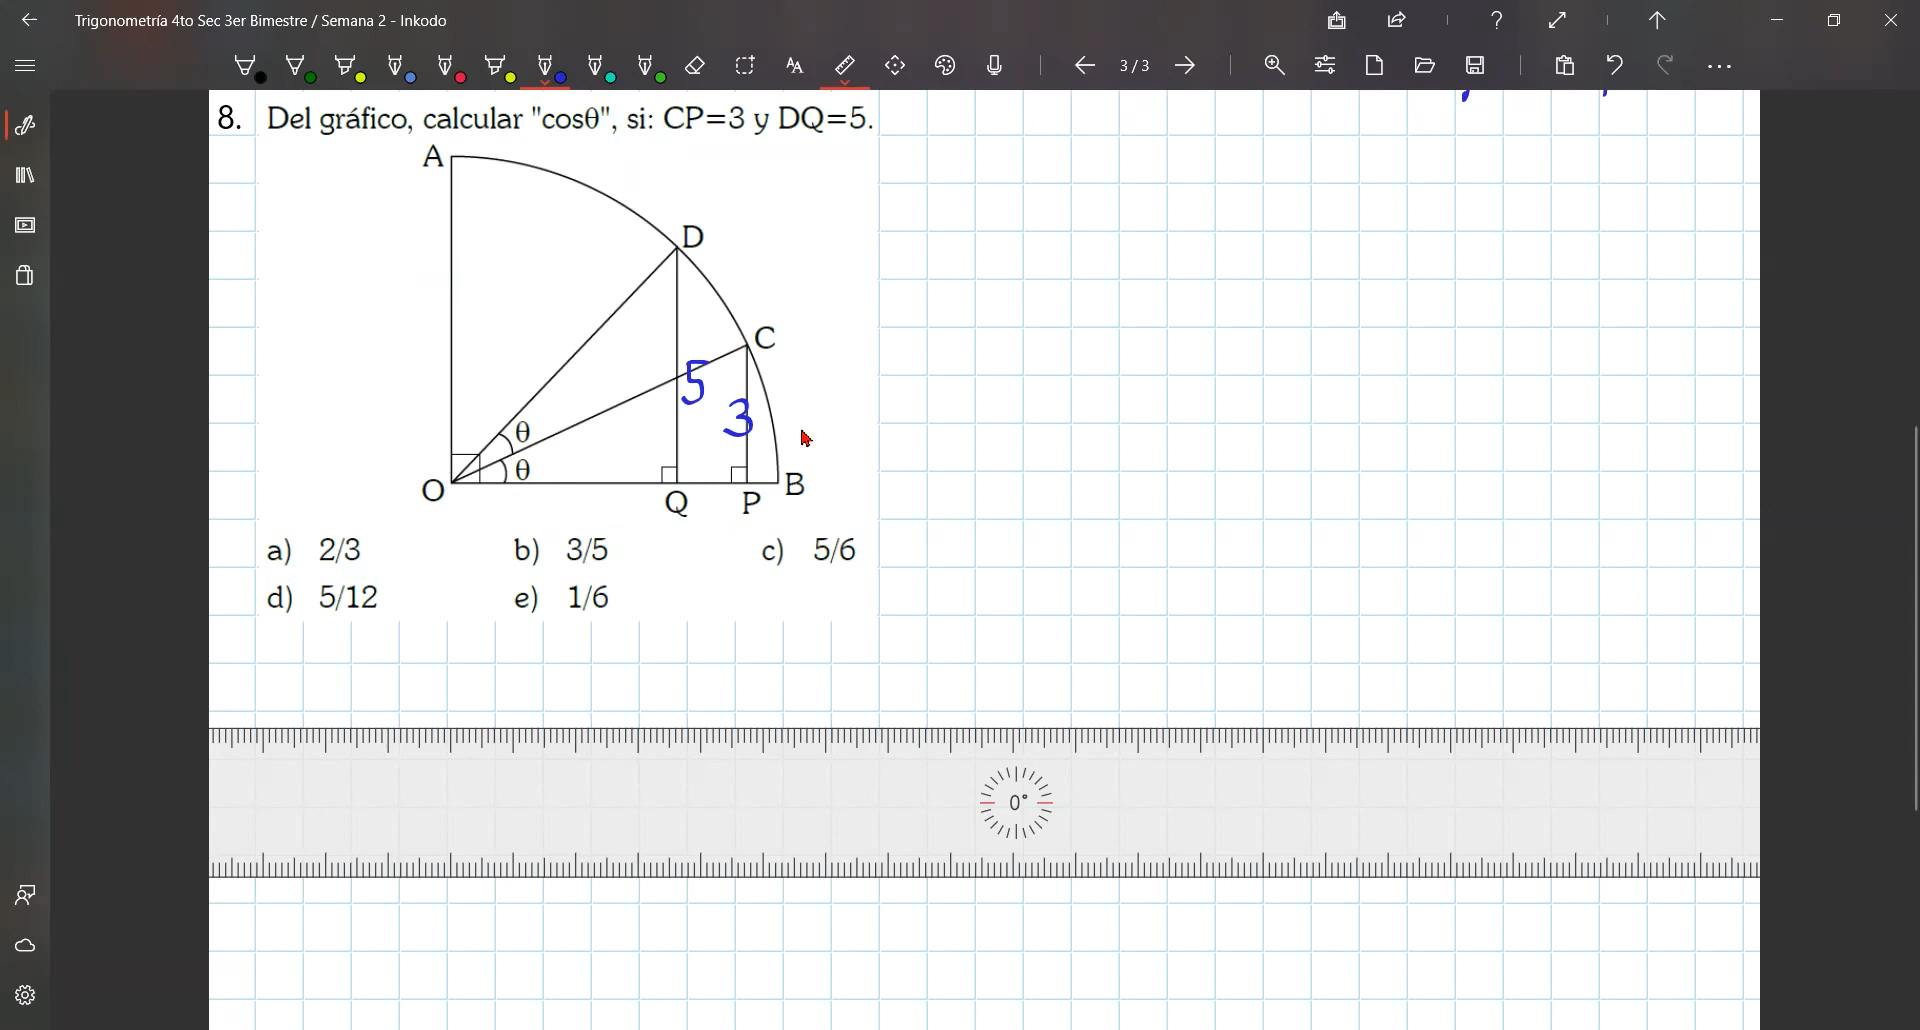 Trigonometría 4to Sec 3er Bimestre / Semana 2 - Inkodo
3 / 3
8. Del gráfico, calcular "cosθ", si: CP=3 y DQ=5.
A
D
C
5
3
θ
θ
O
Q
P
B
a) 2/3 b) 3/5 c) 5/6
d) 5/12 e) 1/6
0°